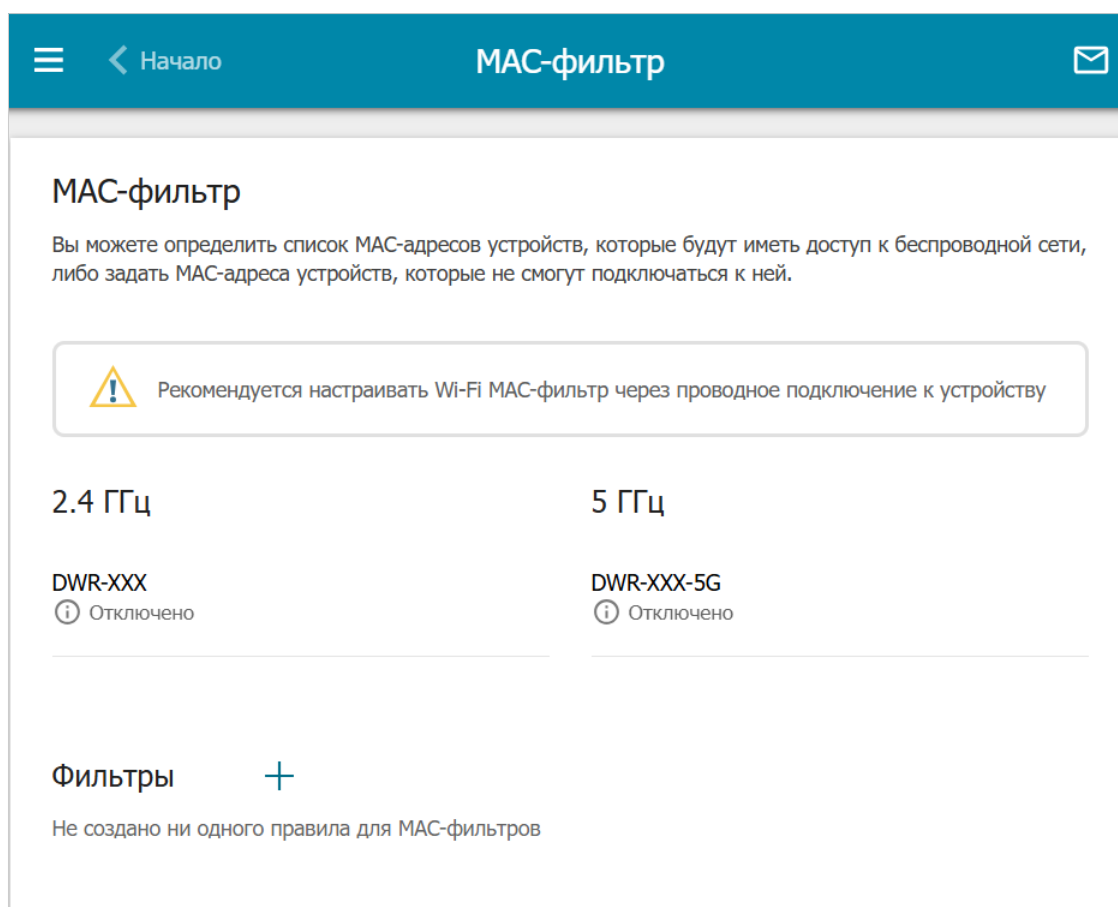 Начало
MAC-фильтр
MAC-фильтр
Вы можете определить список MAC-адресов устройств, которые будут иметь доступ к беспроводной сети,
либо задать MAC-адреса устройств, которые не смогут подключаться к ней.
Рекомендуется настраивать Wi-Fi MAC-фильтр через проводное подключение к устройству
2.4 ГГц
5 ГГц
DWR-XXX
DWR-XXX-5G
Отключено
Отключено
Фильтры
Не создано ни одного правила для MAC-фильтров